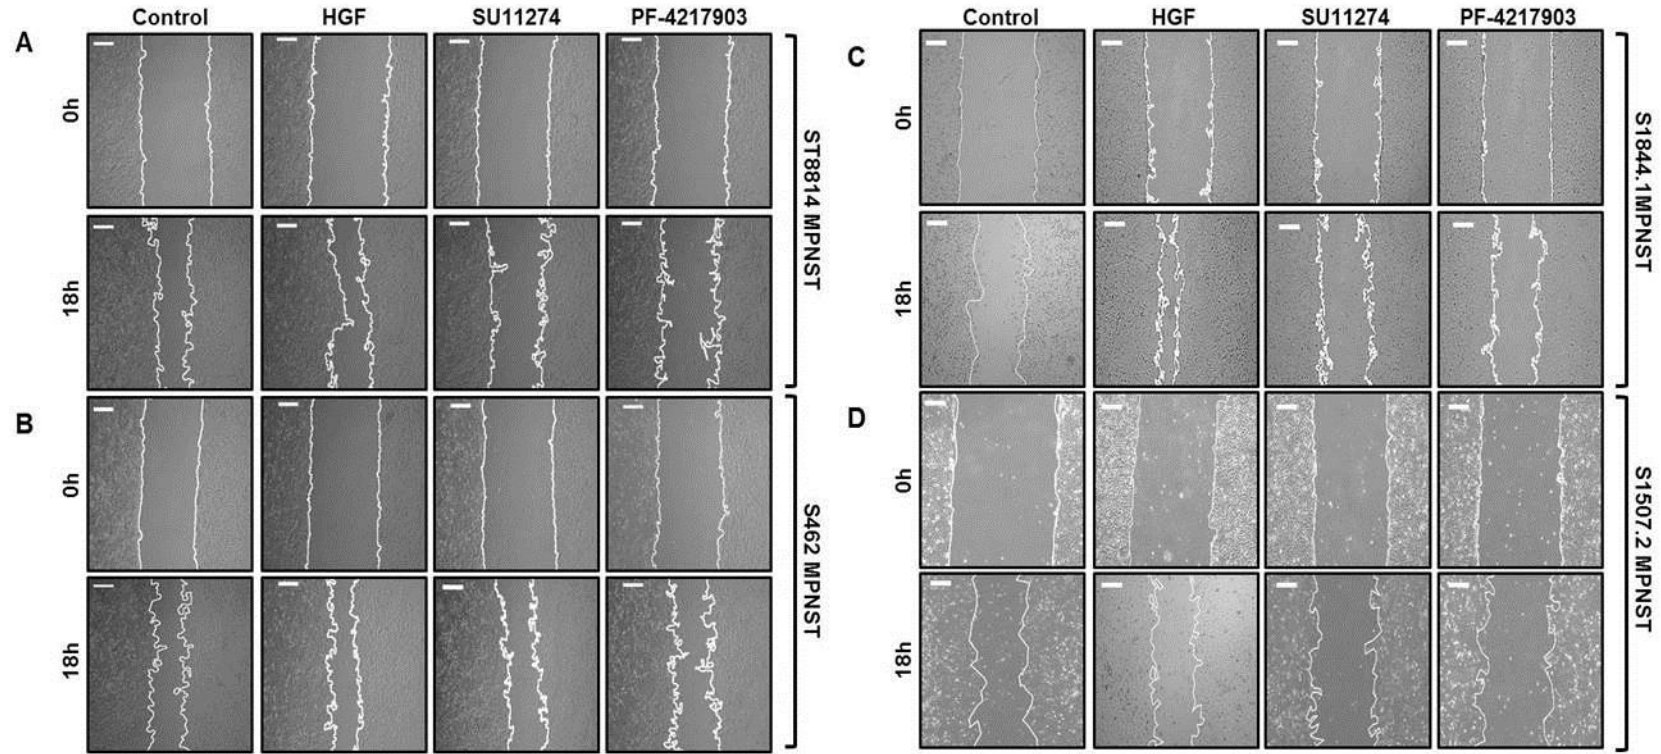 Control HGF SU11274 PF-4217903
A
0h
18h
ST8814 MPNST
B
0h
18h
S462 MPNST
Control HGF SU11274 PF-4217903
C
0h
18h
S1844.1MPNST
D
0h
18h
S1507.2 MPNST